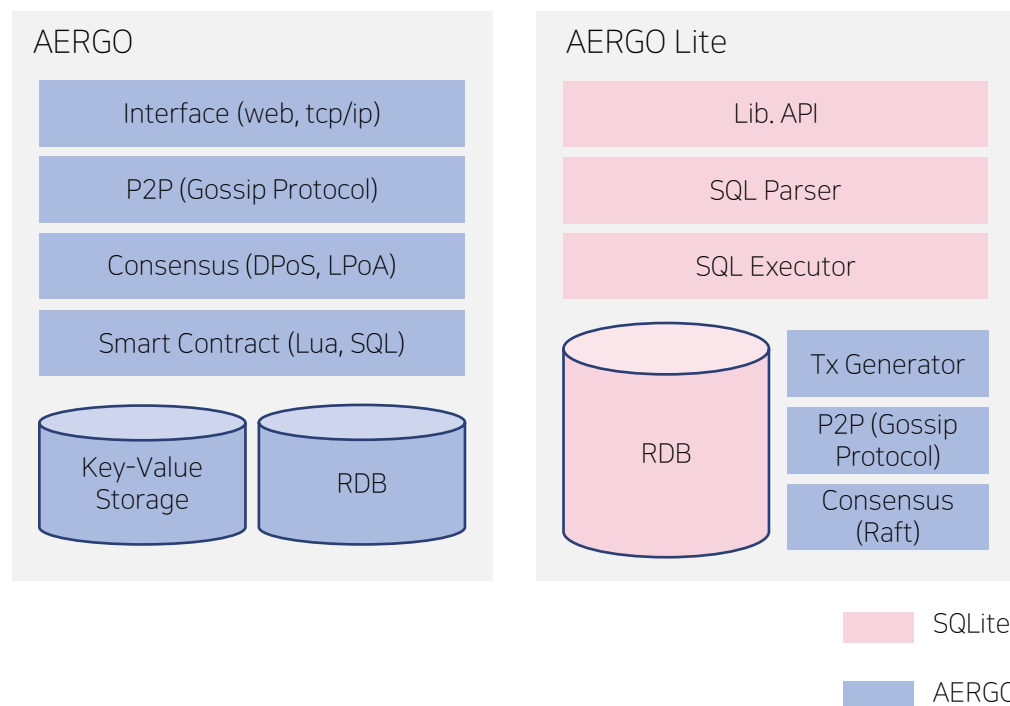 AERGO
Interface (web, tcp/ip)
P2P (Gossip Protocol)
Consensus (DPoS, LPoA)
Smart Contract (Lua, SQL)
Key-Value
Storage
RDB
AERGO Lite
Lib. API
SQL Parser
SQL Executor
RDB
Tx Generator
P2P (Gossip
Protocol)
Consensus
(Raft)
SQLite
AERGO